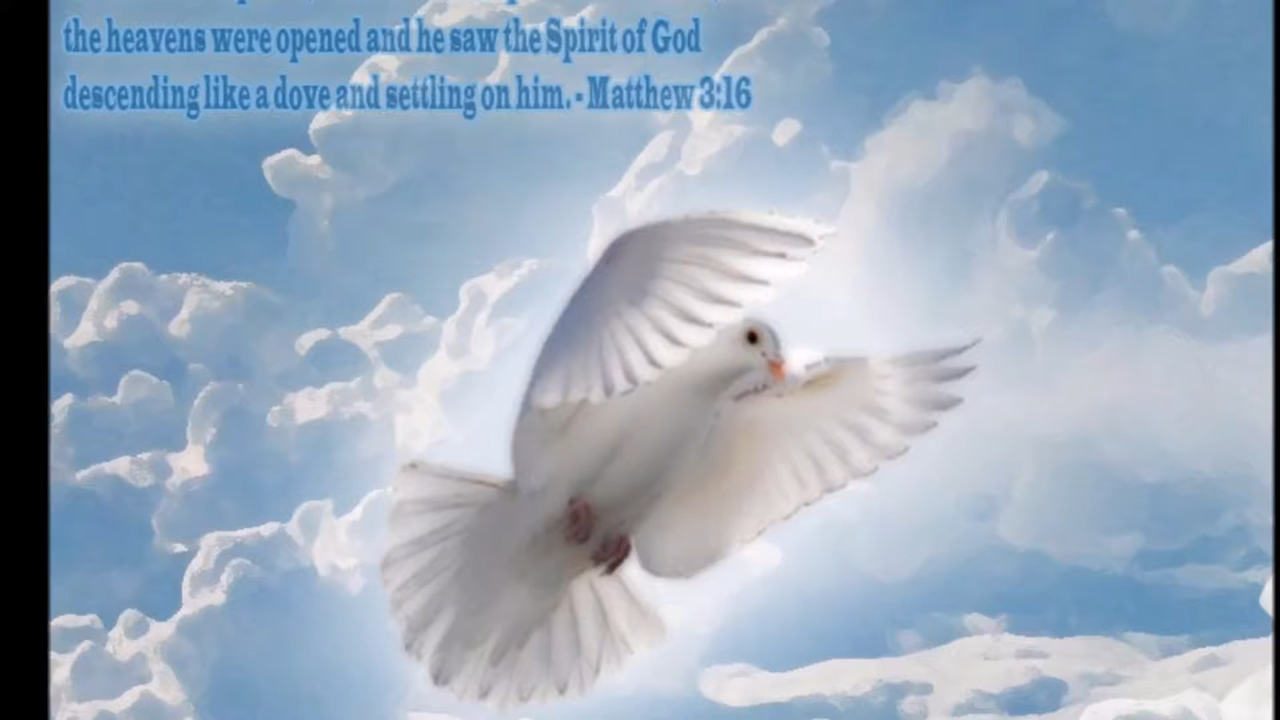 the heavens were opened and he saw the Spirit of God
descending like a dove and settling on him. - Matthew 3:16